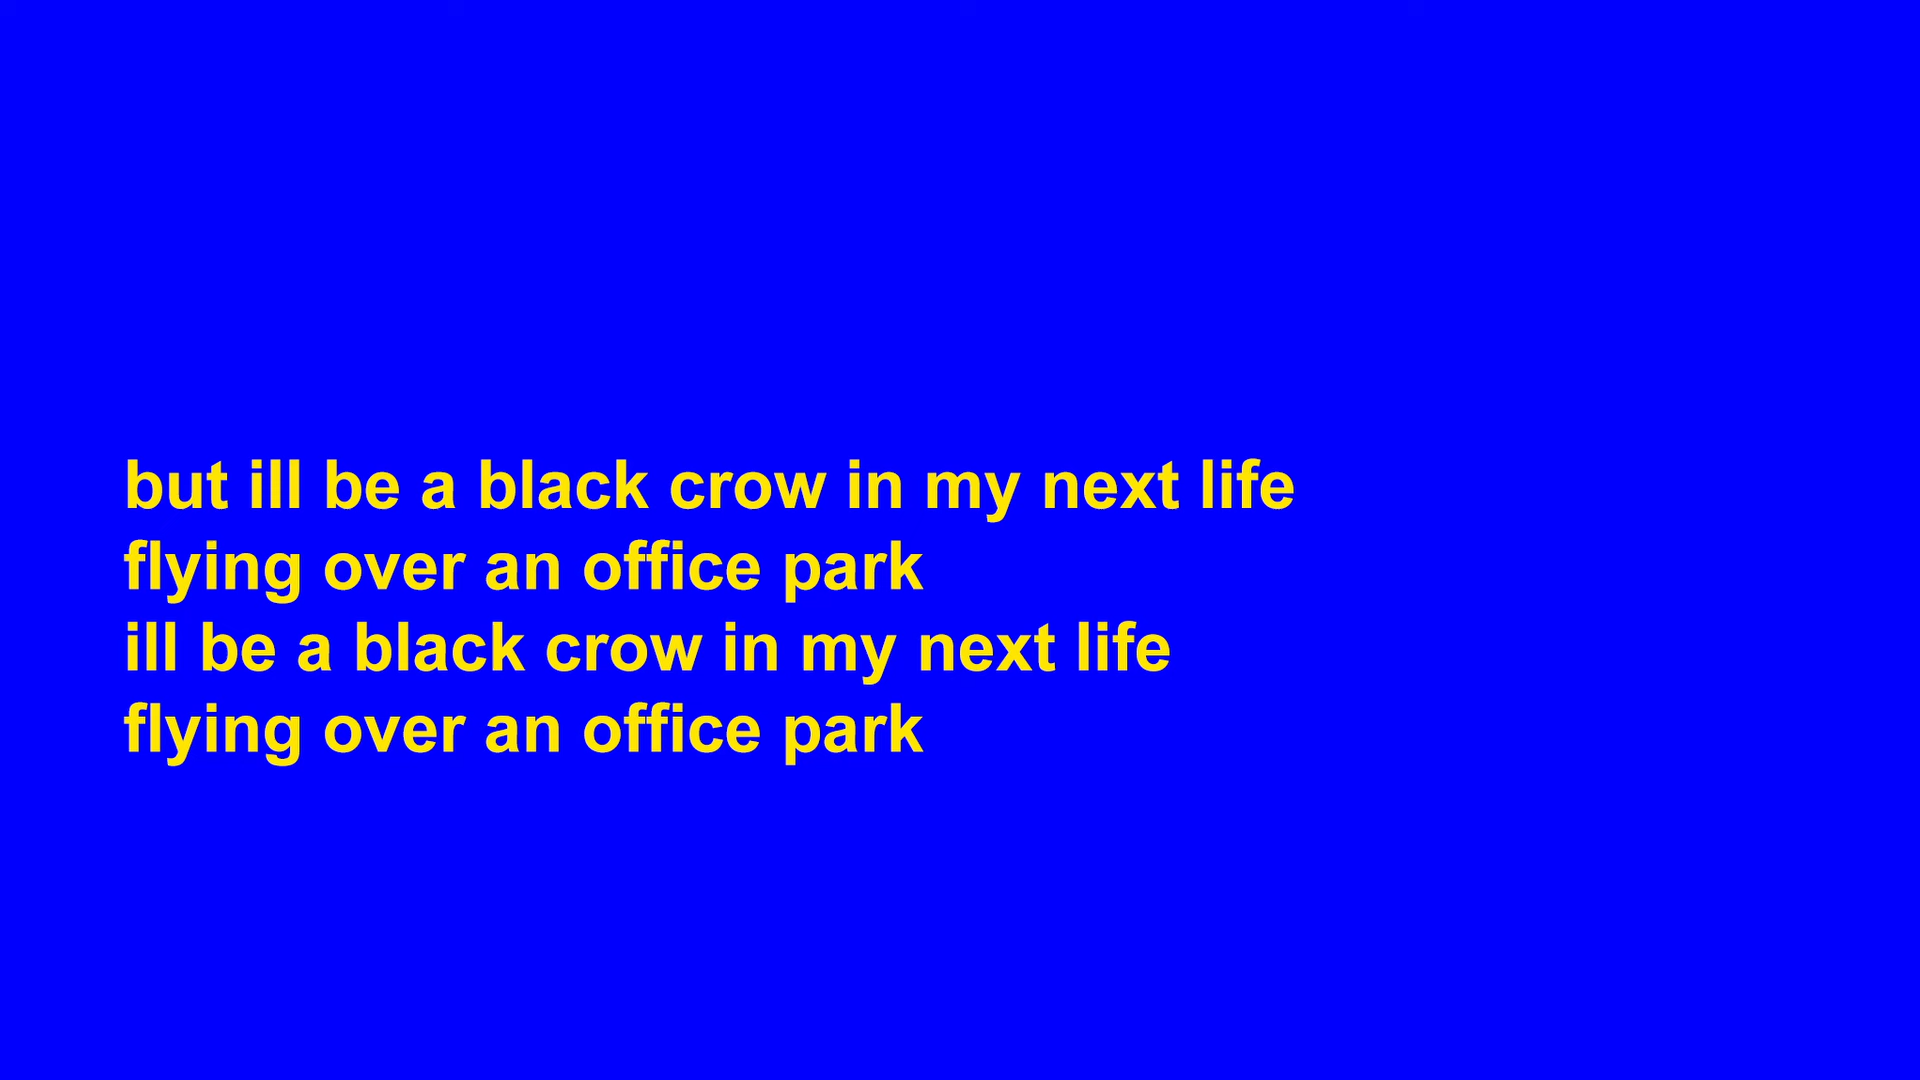 but ill be a black crow in my next life
flying over an office park
ill be a black crow in my next life
flying over an office park